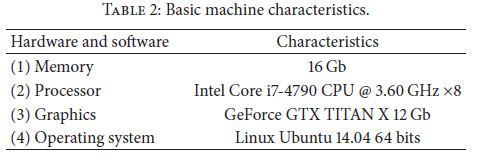 TABLE 2: Basic machine characteristics.
Hardware and software Characteristics
(1) Memory 16 Gb
(2) Processor Intel Core i7-4790 CPU @ 3.60 GHz ×8
(3) Graphics GeForce GTX TITAN X 12 Gb
(4) Operating system Linux Ubuntu 14.04 64 bits